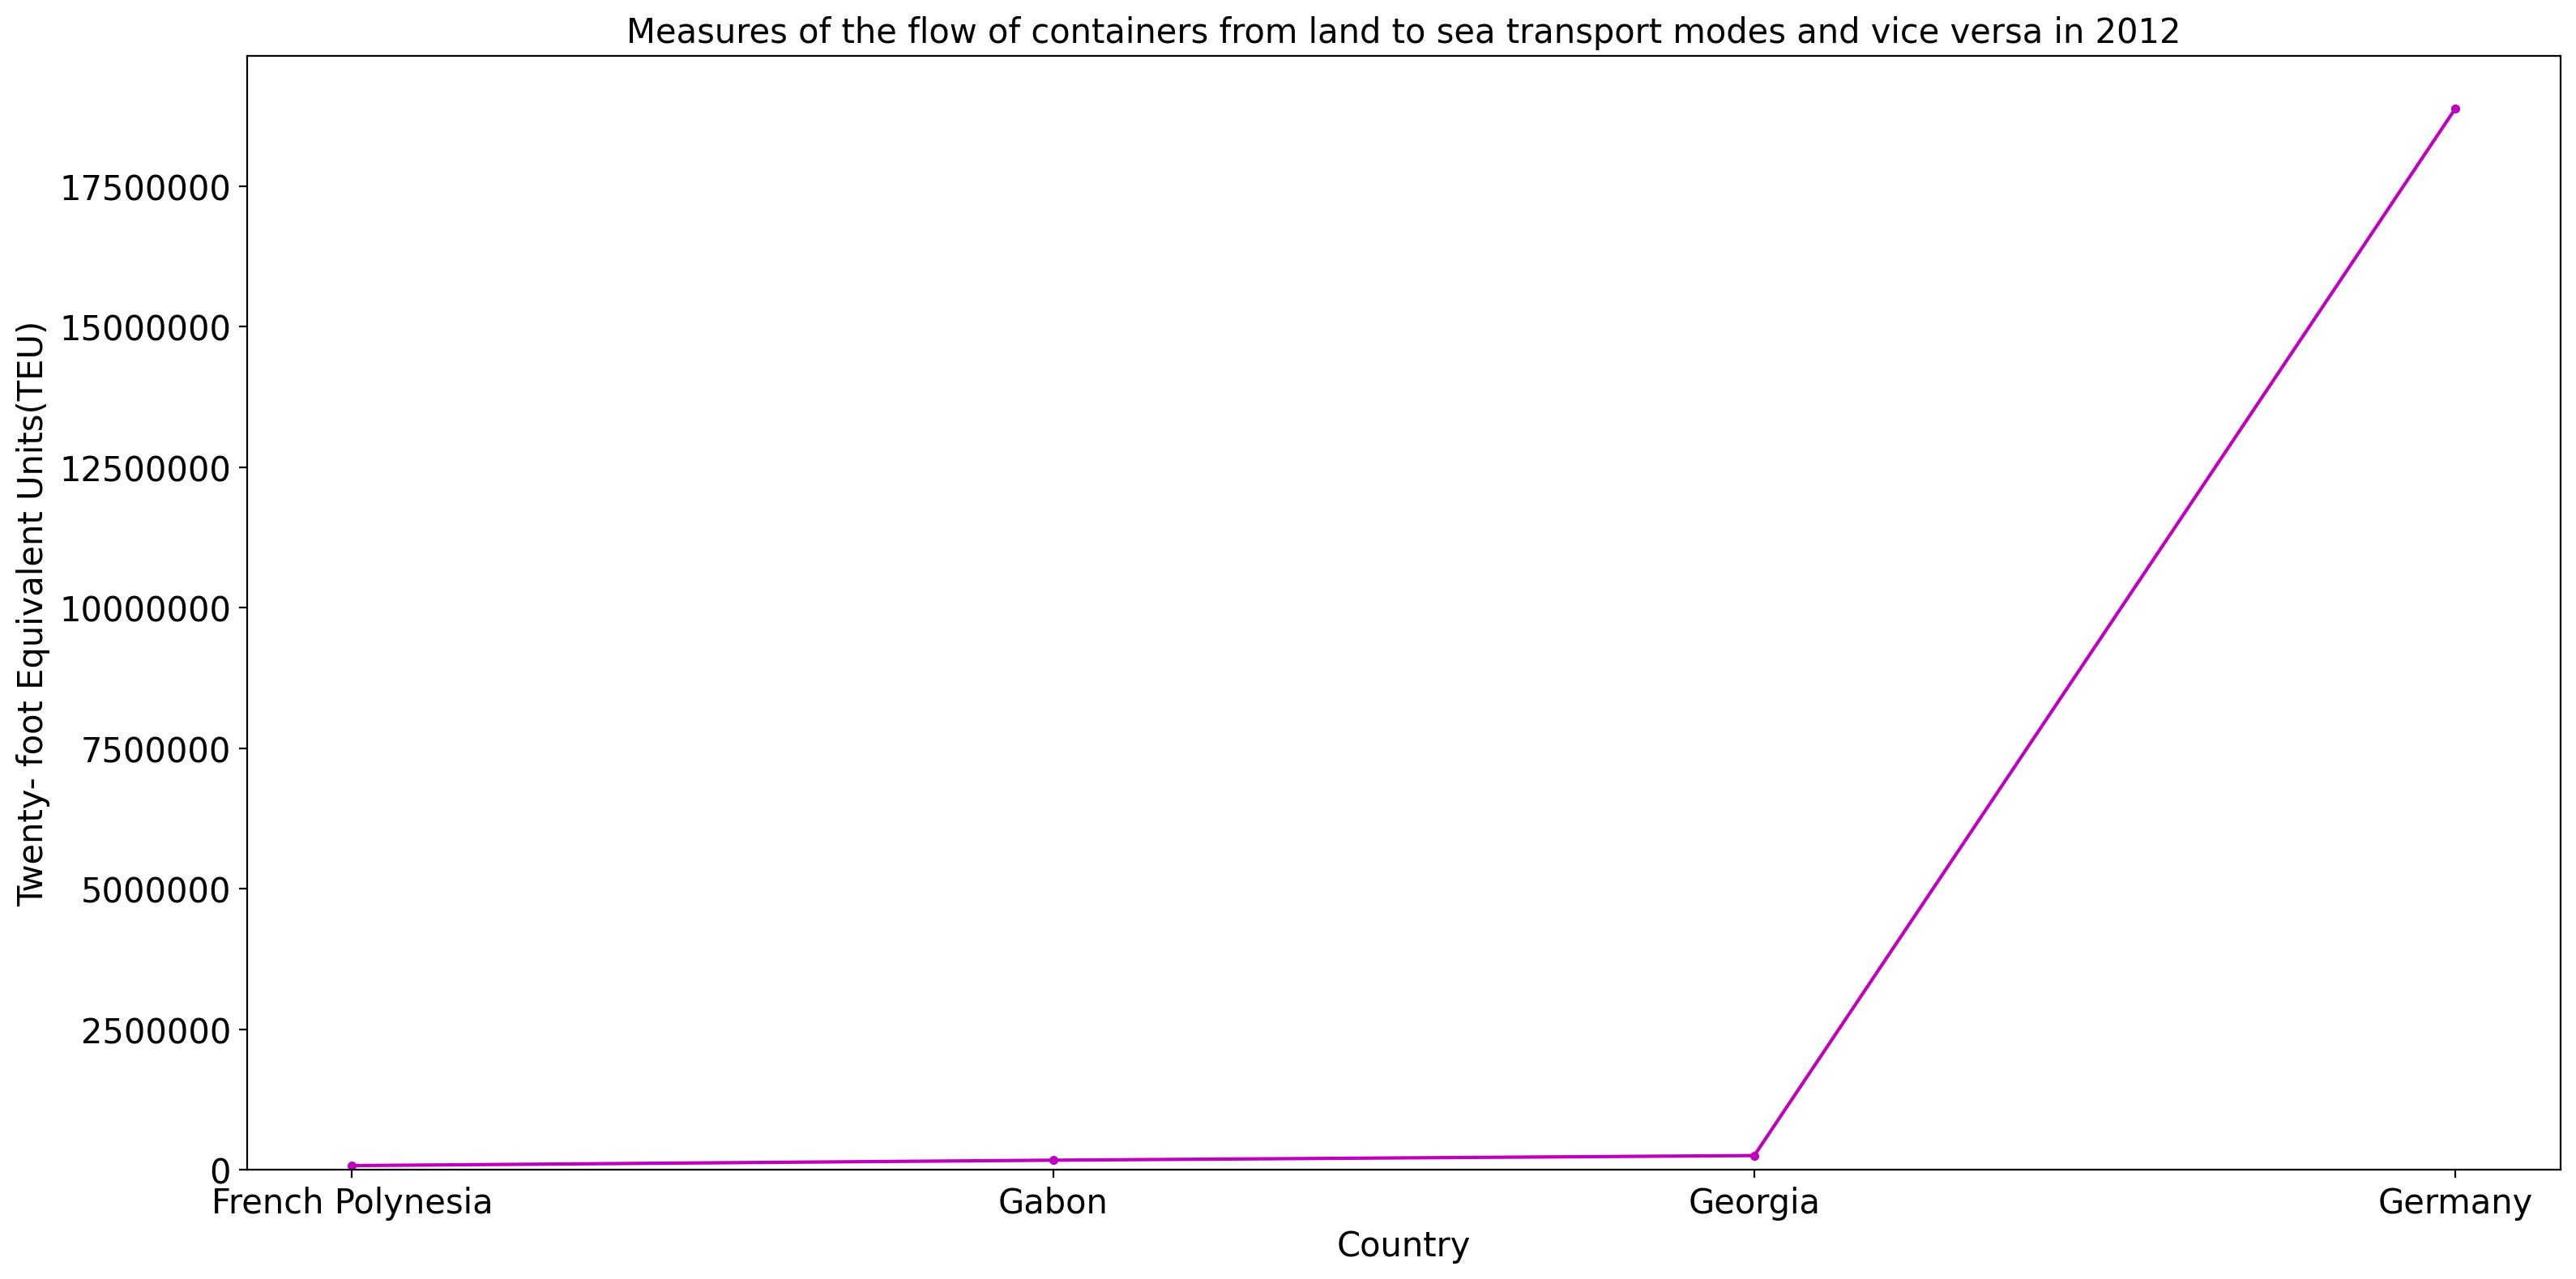 Measures of the flow of containers from land to sea transport modes and vice versa in 2012
Twenty- foot Equivalent Units(TEU)
17500000
15000000
12500000
10000000
7500000
5000000
2500000
0
French Polynesia
Gabon
Georgia
Germany
Country